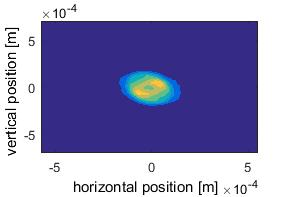 ×10⁻⁴
5
0
-5
vertical position [m]
-5 0 5
horizontal position [m] ×10⁻⁴